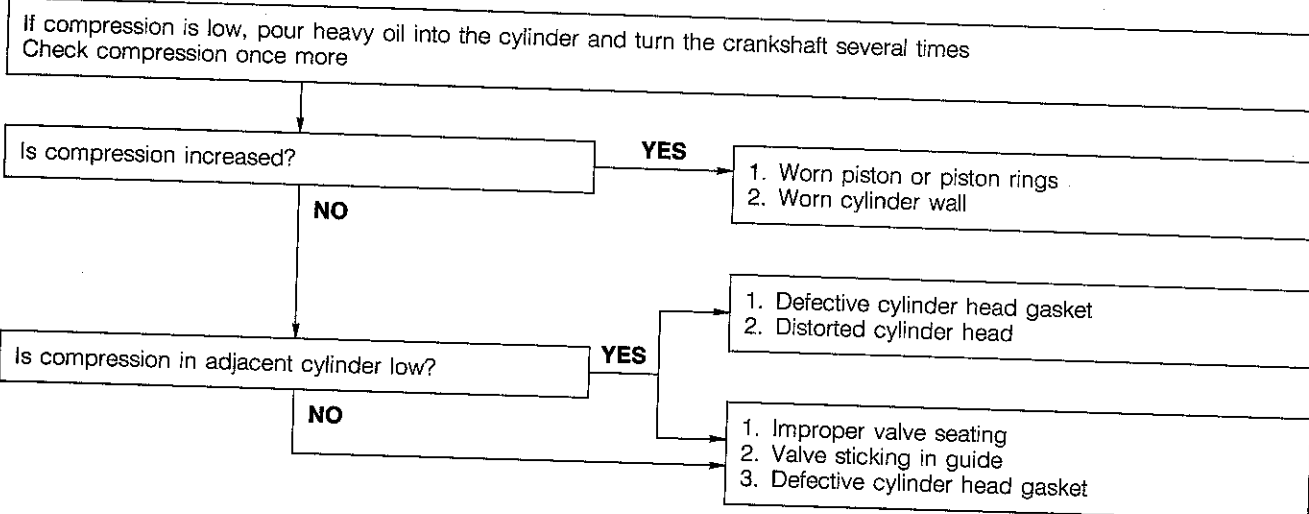 If compression is low, pour heavy oil into the cylinder and turn the crankshaft several times
Check compression once more
Is compression increased?
YES
1. Worn piston or piston rings
2. Worn cylinder wall
NO
1. Defective cylinder head gasket
2. Distorted cylinder head
Is compression in adjacent cylinder low?
YES
NO
1. Improper valve seating
2. Valve sticking in guide
3. Defective cylinder head gasket